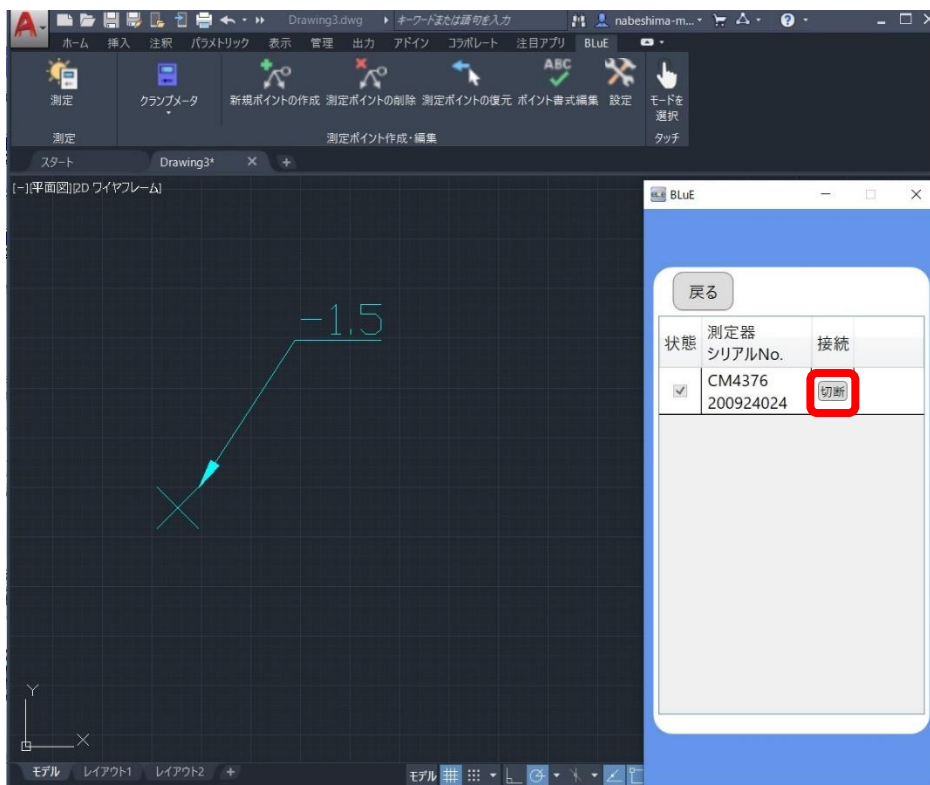 Drawing3.dwg キーワードまたは語句を入力 nabeshima-m...
ホーム 挿入 注釈 パラメトリック 表示 管理 出力 アドイン コラボレート 注目アプリ BLuE
測定 クランプメータ 新規ポイントの作成 測定ポイントの削除 測定ポイントの復元 ABC ポイント書式編集 設定 モードを
選択
測定 測定ポイント作成・編集 タッチ
スタート Drawing3* × +
[-][平面図][2D ワイヤフレーム]
BLuE
戻る
状態 測定器 接続
シリアルNo.
CM4376 切断
200924024
-1.5
Y
X
モデル レイアウト1 レイアウト2 + モデル